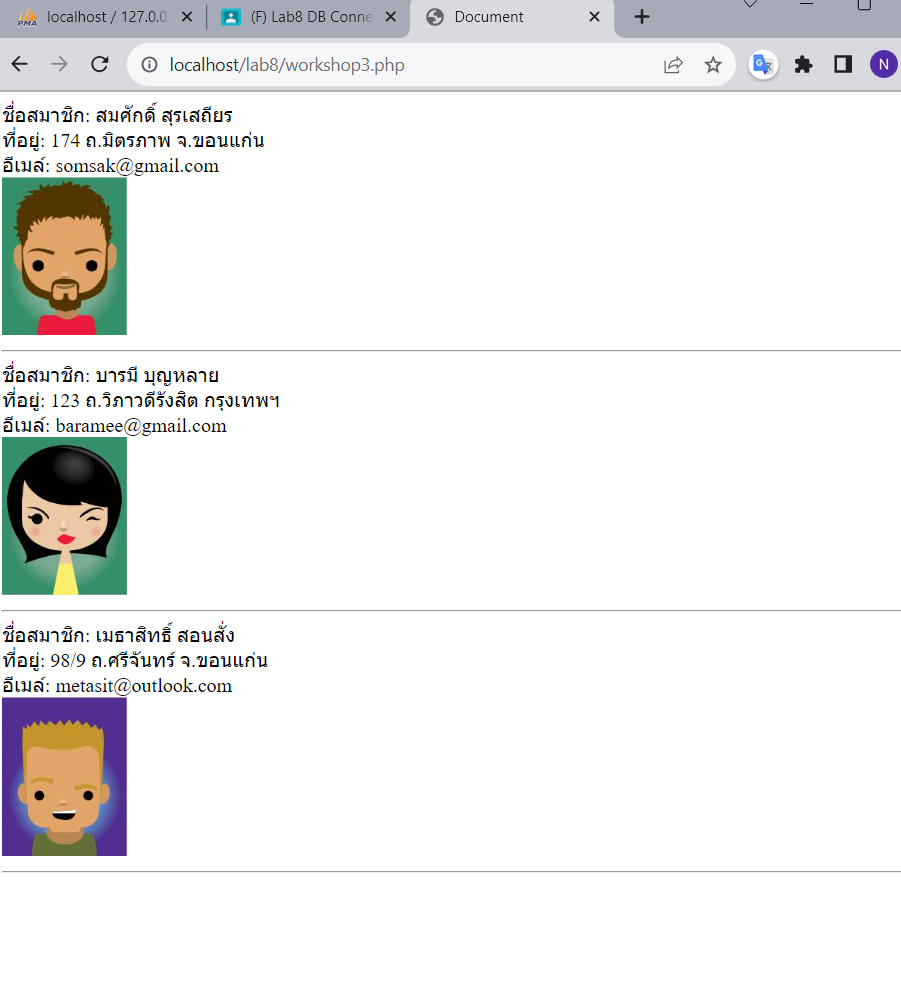 PMA
localhost / 127.0.0.
(F) Lab8 DB Conne
Document
localhost/lab8/workshop3.php
N
ชื่อสมาชิก: สมศักดิ์ สุรเสถียร
ที่อยู่: 174 ถ.มิตรภาพ จ.ขอนแก่น
อีเมล์: somsak@gmail.com
ชื่อสมาชิก: บารมี บุญหลาย
ที่อยู่: 123 ถ.วิภาวดีรังสิต กรุงเทพฯ
อีเมล์: baramee@gmail.com
ชื่อสมาชิก: เมธาสิทธิ์ สอนสั่ง
ที่อยู่: 98/9 ถ.ศรีจันทร์ จ.ขอนแก่น
อีเมล์: metasit@outlook.com